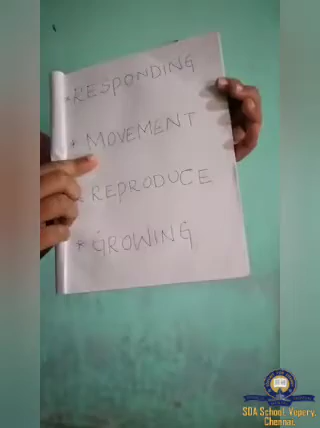 * RESPONDING
* MOVEMENT
* REPRODUCE
* GROWING
SDA School, Vepery,
Chennai.